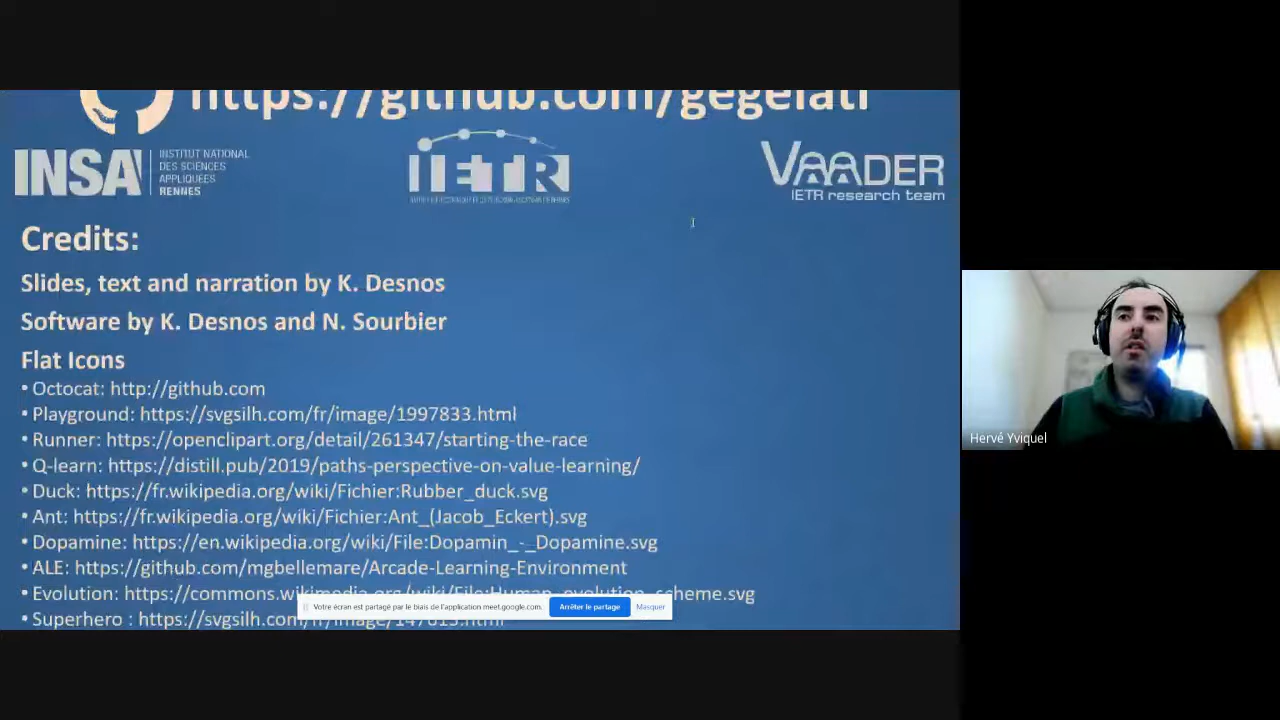 https://github.com/gegelati
INSA
INSTITUT NATIONAL
DES SCIENCES
APPLIQUÉES
RENNES
IETR
VAADER
IETR research team
Credits:
Slides, text and narration by K. Desnos
Software by K. Desnos and N. Sourbier
Flat Icons
• Octocat: http://github.com
• Playground: https://svgsilh.com/fr/image/1997833.html
• Runner: https://openclipart.org/detail/261347/starting-the-race
• Q-learn: https://distill.pub/2019/paths-perspective-on-value-learning/
• Duck: https://fr.wikipedia.org/wiki/Fichier:Rubber_duck.svg
• Ant: https://fr.wikipedia.org/wiki/Fichier:Ant_(Jacob_Eckert).svg
• Dopamine: https://en.wikipedia.org/wiki/File:Dopamin_-_Dopamine.svg
• ALE: https://github.com/mgbellemare/Arcade-Learning-Environment
• Evolution: https://commons.wikimedia.org/wiki/File:Human_evolution_scheme.svg
Votre écran est partagé par le biais de l'application meet.google.com.
Arrêter le partage
Masquer
• Superhero : https://svgsilh.com/fr/image/147613.html
Hervé Yviquel